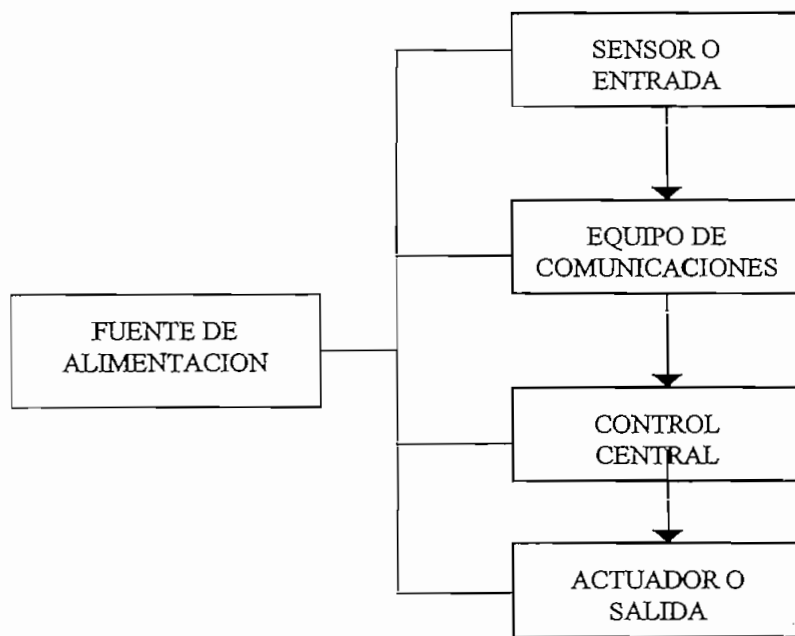 SENSOR O
ENTRADA
EQUIPO DE
COMUNICACIONES
FUENTE DE
ALIMENTACION
CONTROL
CENTRAL
ACTUADOR O
SALIDA